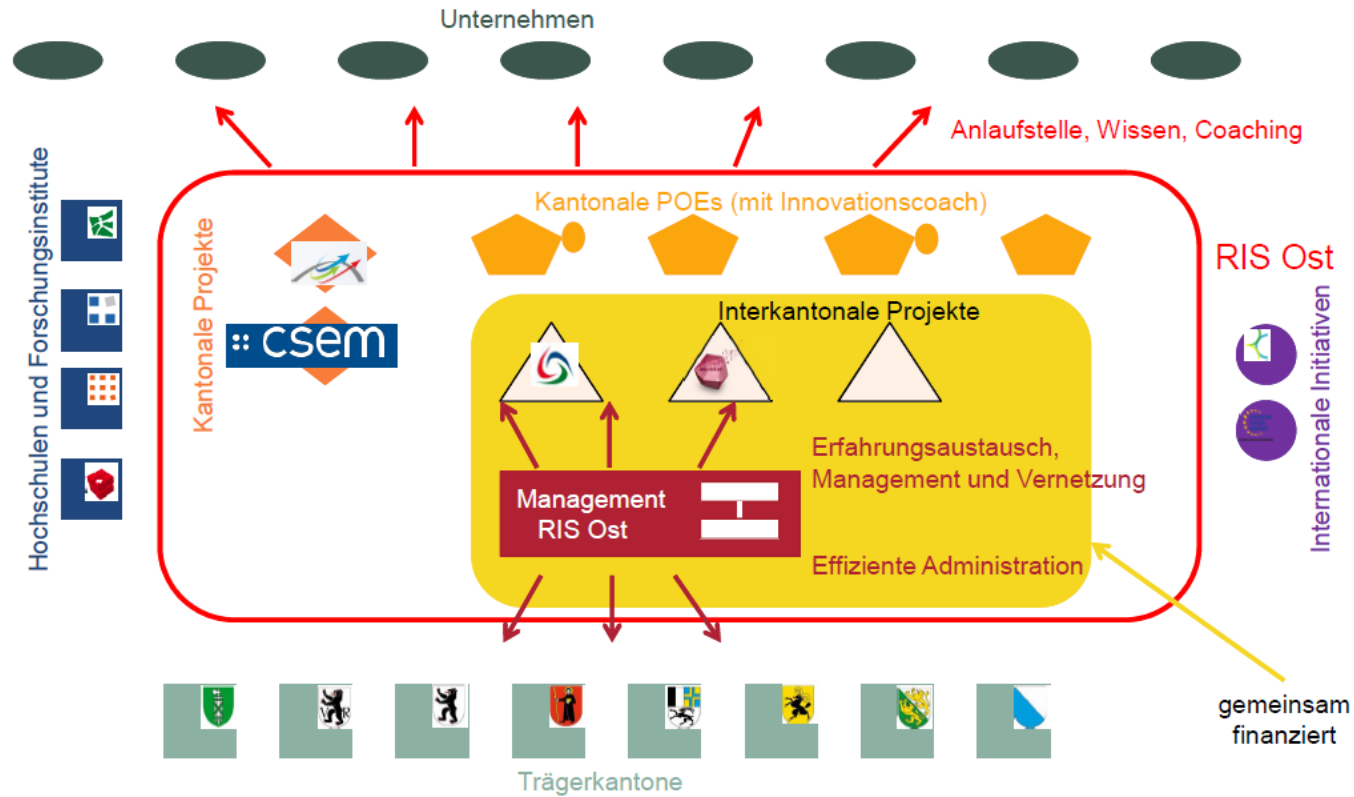 Unternehmen
Anlaufstelle, Wissen, Coaching
Hochschulen und Forschungsinstitute
Kantonale Projekte
Kantonale POEs (mit Innovationscoach)
RIS Ost
Interkantonale Projekte
:: csem
Internationale Initiativen
Erfahrungsaustausch,
Management und Vernetzung
Management
RIS Ost
Effiziente Administration
V R
gemeinsam
finanziert
Trägerkantone